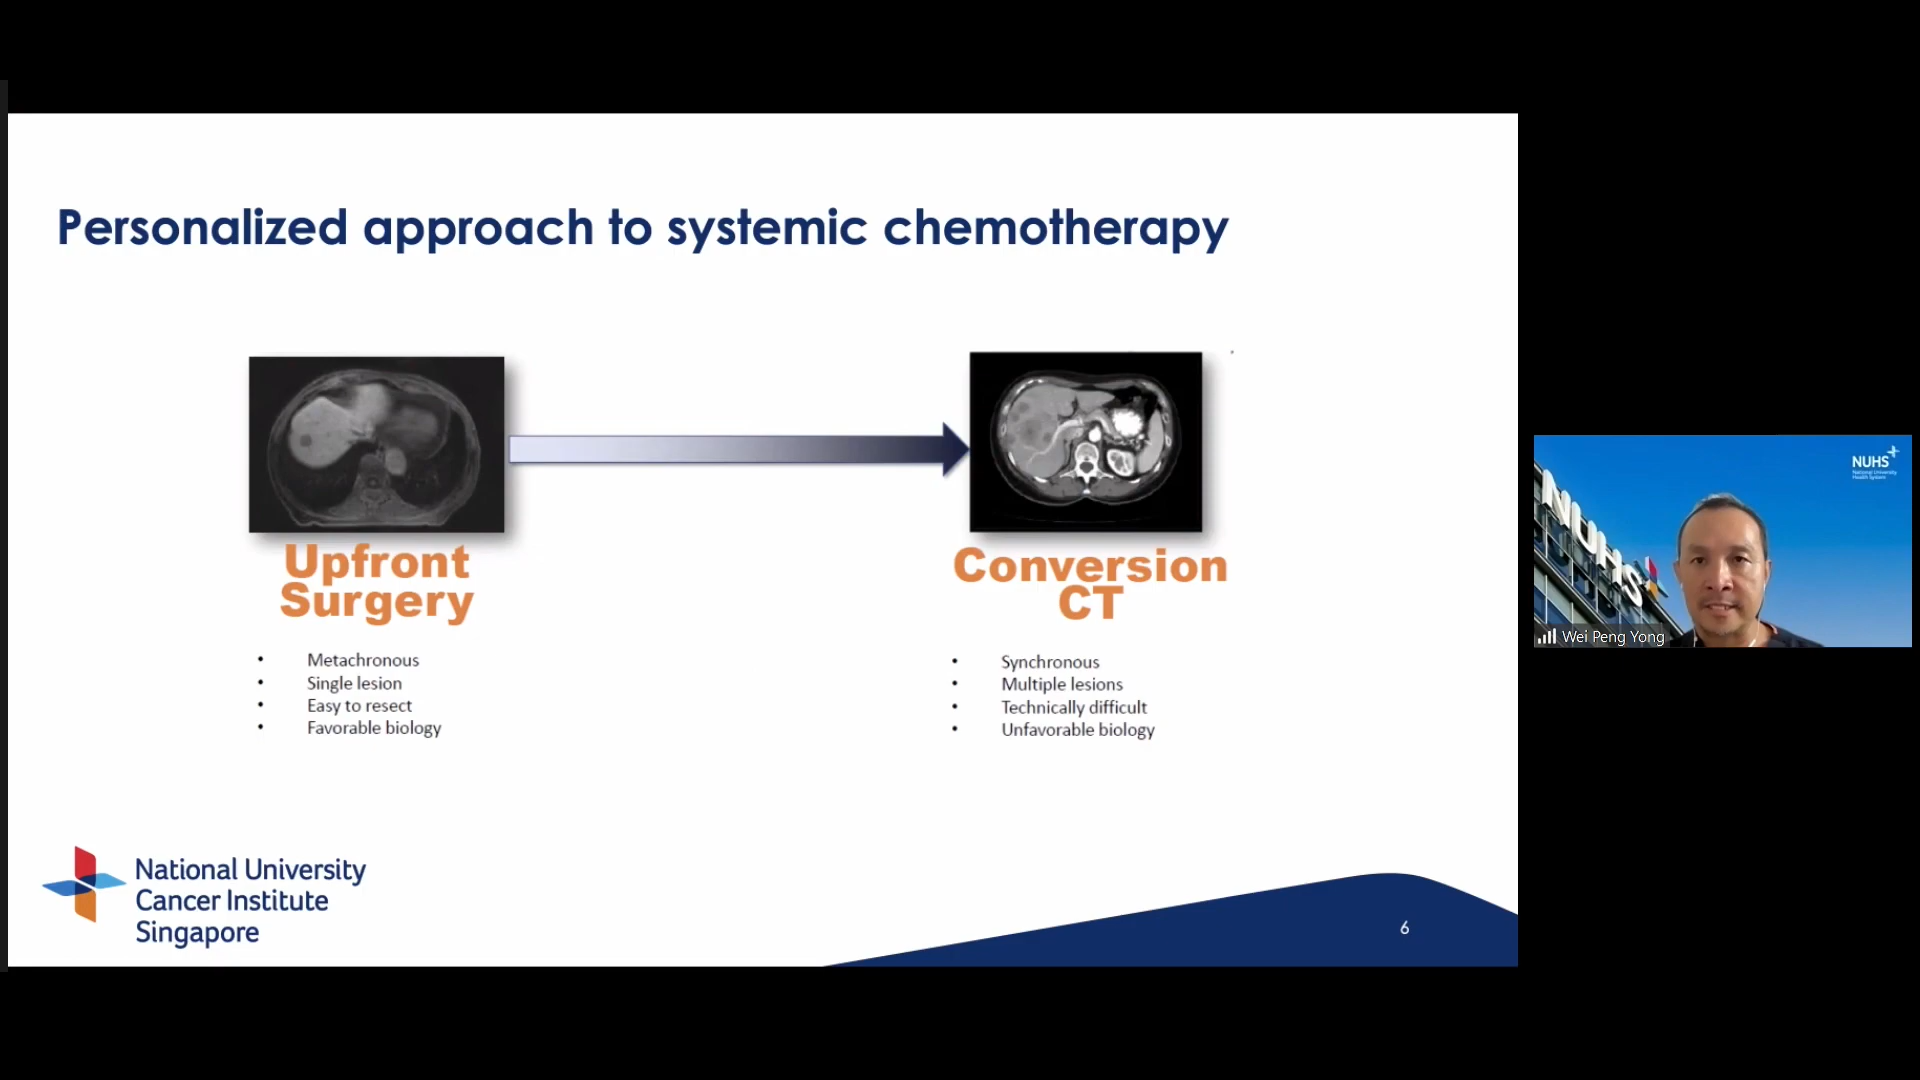 Personalized approach to systemic chemotherapy
Upfront
Surgery
• Metachronous
• Single lesion
• Easy to resect
• Favorable biology
Conversion
CT
• Synchronous
• Multiple lesions
• Technically difficult
• Unfavorable biology
National University
Cancer Institute
Singapore
6
NUHS
National University
Health System
NUHS
Wei Peng Yong